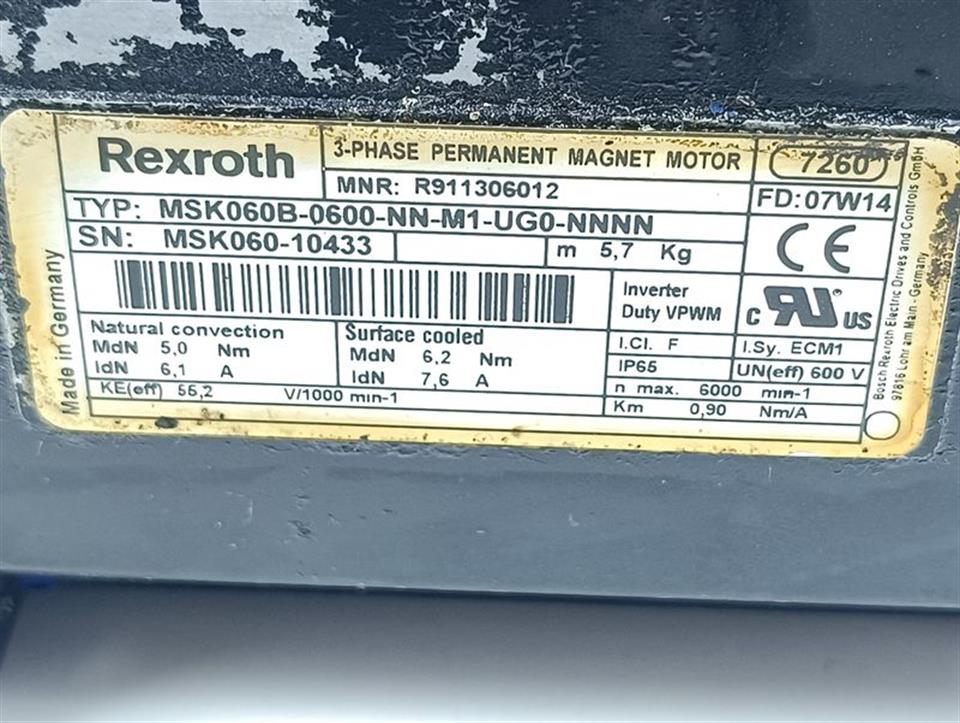 Rexroth
3-PHASE PERMANENT MAGNET MOTOR
7260
MNR: R911306012
FD: 07W14
TYP: MSK060B-0600-NN-M1-UG0-NNNN
SN: MSK060-10433
m 5,7 Kg
CE
Inverter
Duty VPWM
c RU us
Natural convection
MdN 5,0 Nm
IdN 6,1 A
Surface cooled
MdN 6,2 Nm
IdN 7,6 A
I.Cl. F
I.Sy. ECM1
IP65
UN(eff) 600 V
KE(eff) 55,2 V/1000 min-1
n max. 6000 min-1
Km 0,90 Nm/A
Made in Germany
Bosch Rexroth Electric Drives and Controls GmbH
97816 Lohr am Main - Germany